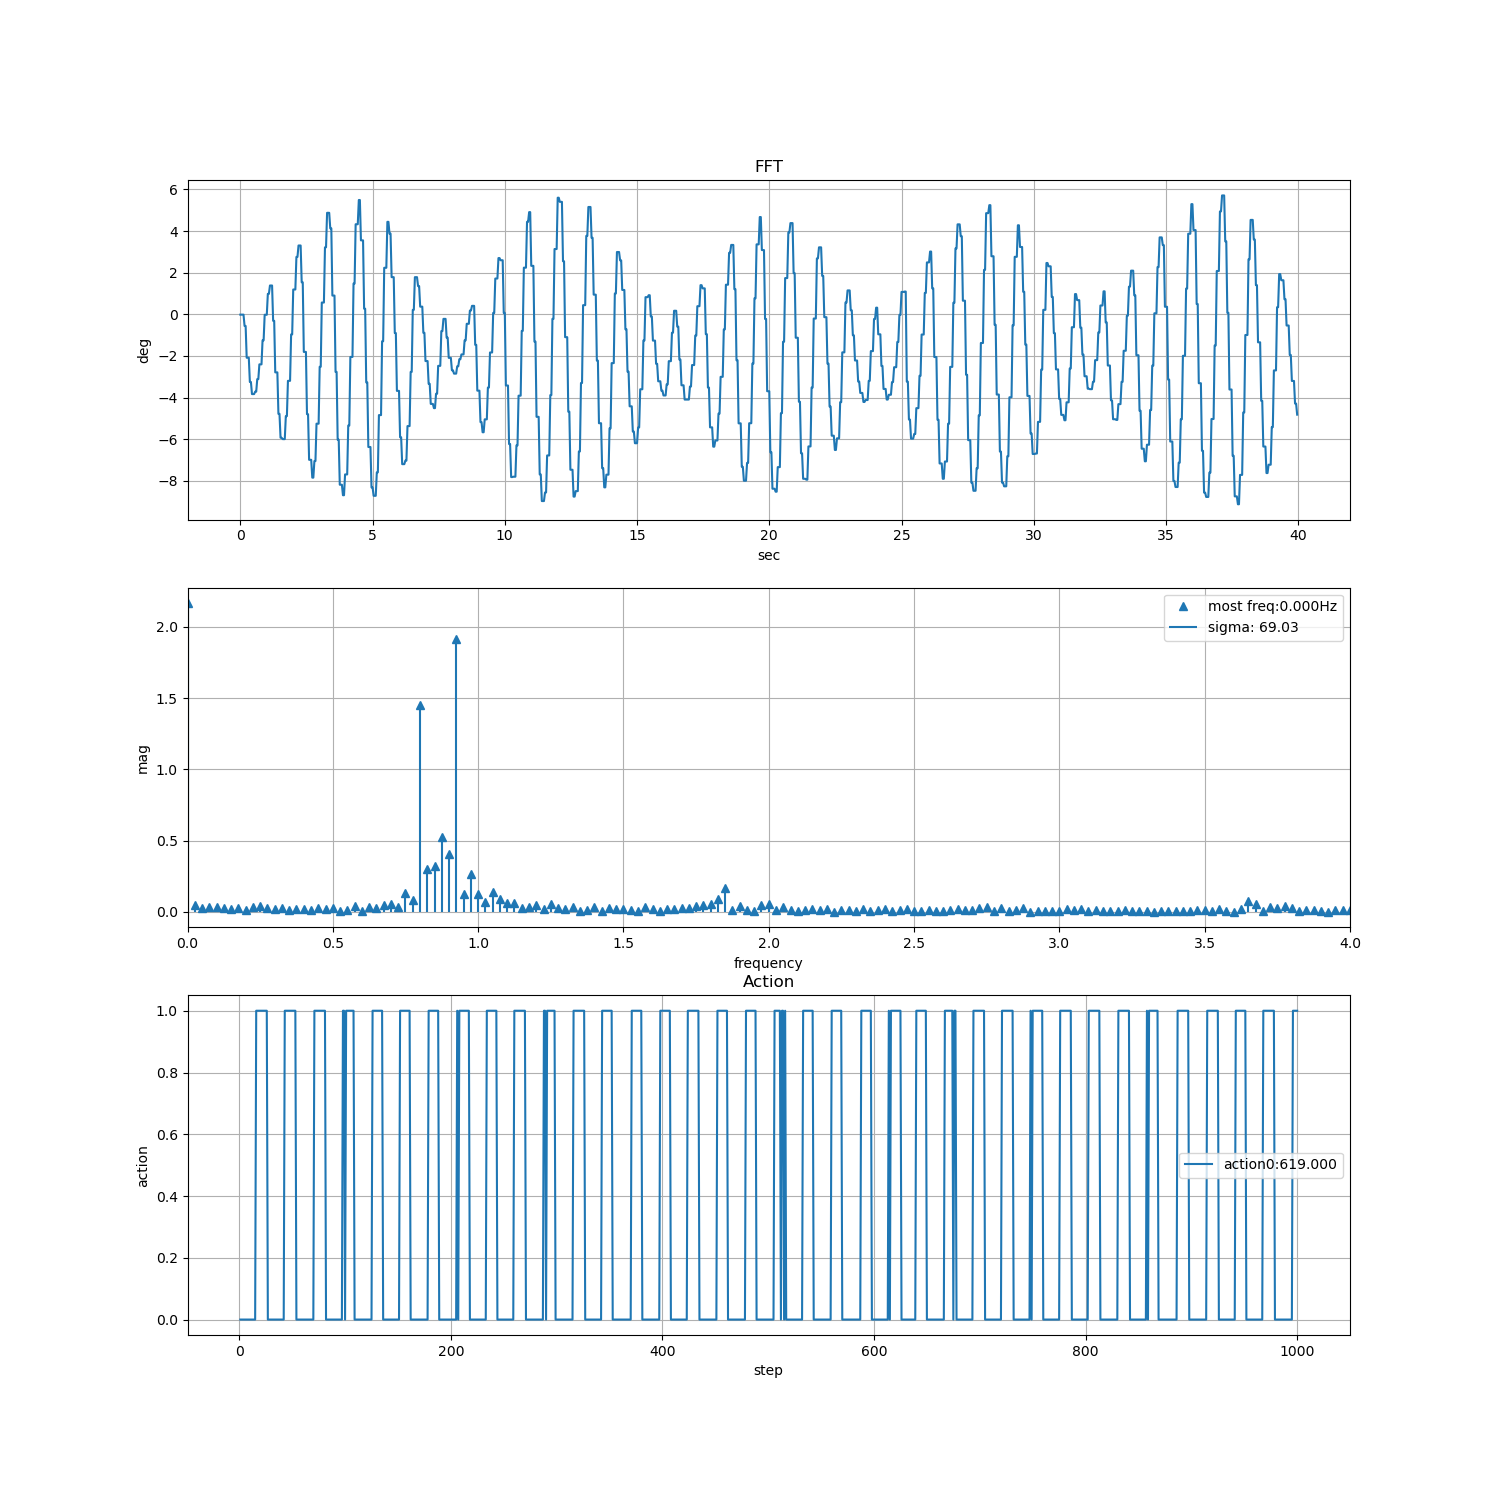 FFT
6
4
2
0
−2
−4
−6
−8
deg
0 5 10 15 20 25 30 35 40
sec
most freq:0.000Hz
sigma: 69.03
2.0
1.5
1.0
0.5
0.0
mag
0.0 0.5 1.0 1.5 2.0 2.5 3.0 3.5 4.0
frequency
Action
1.0
0.8
0.6
0.4
0.2
0.0
action
action0:619.000
0 200 400 600 800 1000
step